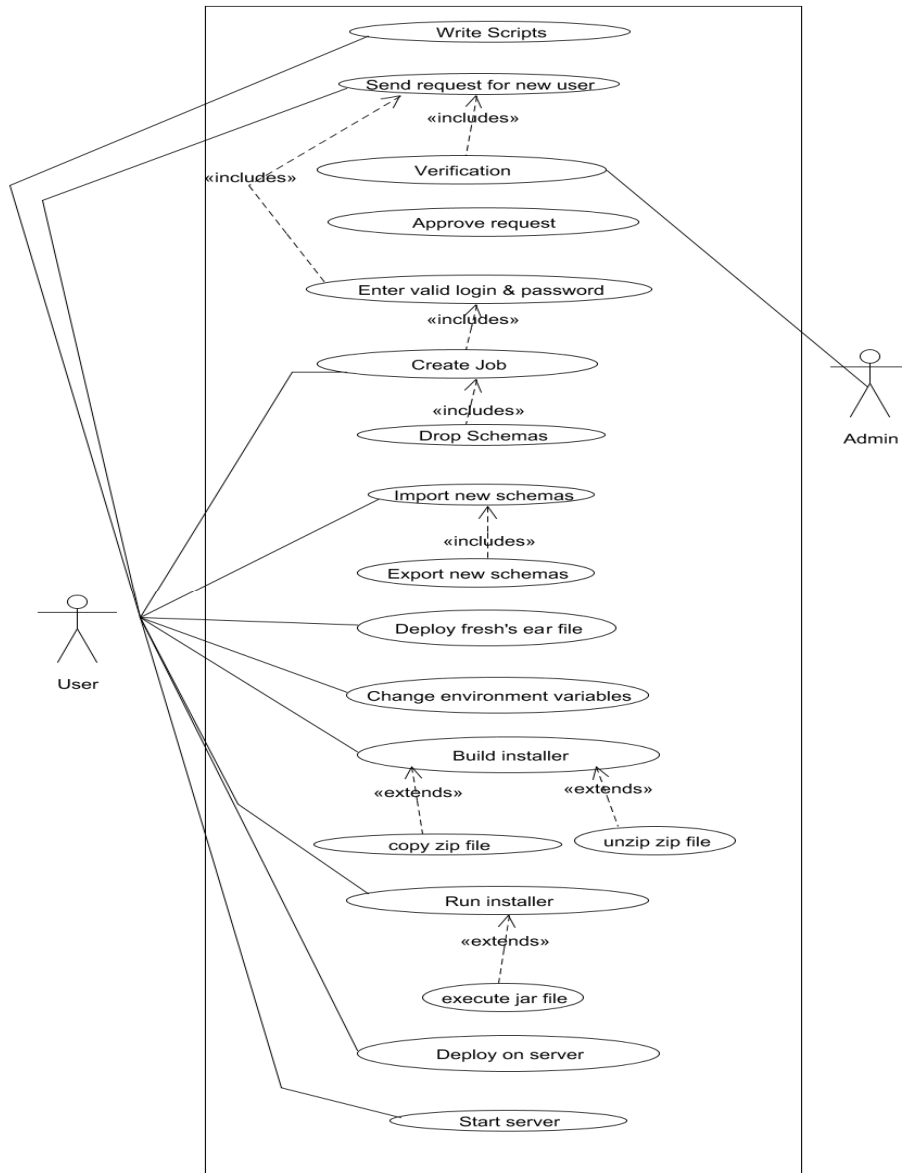 Write Scripts
Send request for new user
«includes»
Verification
«includes»
Approve request
Enter valid login & password
«includes»
Create Job
«includes»
Drop Schemas
Admin
Import new schemas
«includes»
Export new schemas
Deploy fresh's ear file
User
Change environment variables
Build installer
«extends»
«extends»
copy zip file
unzip zip file
Run installer
«extends»
execute jar file
Deploy on server
Start server